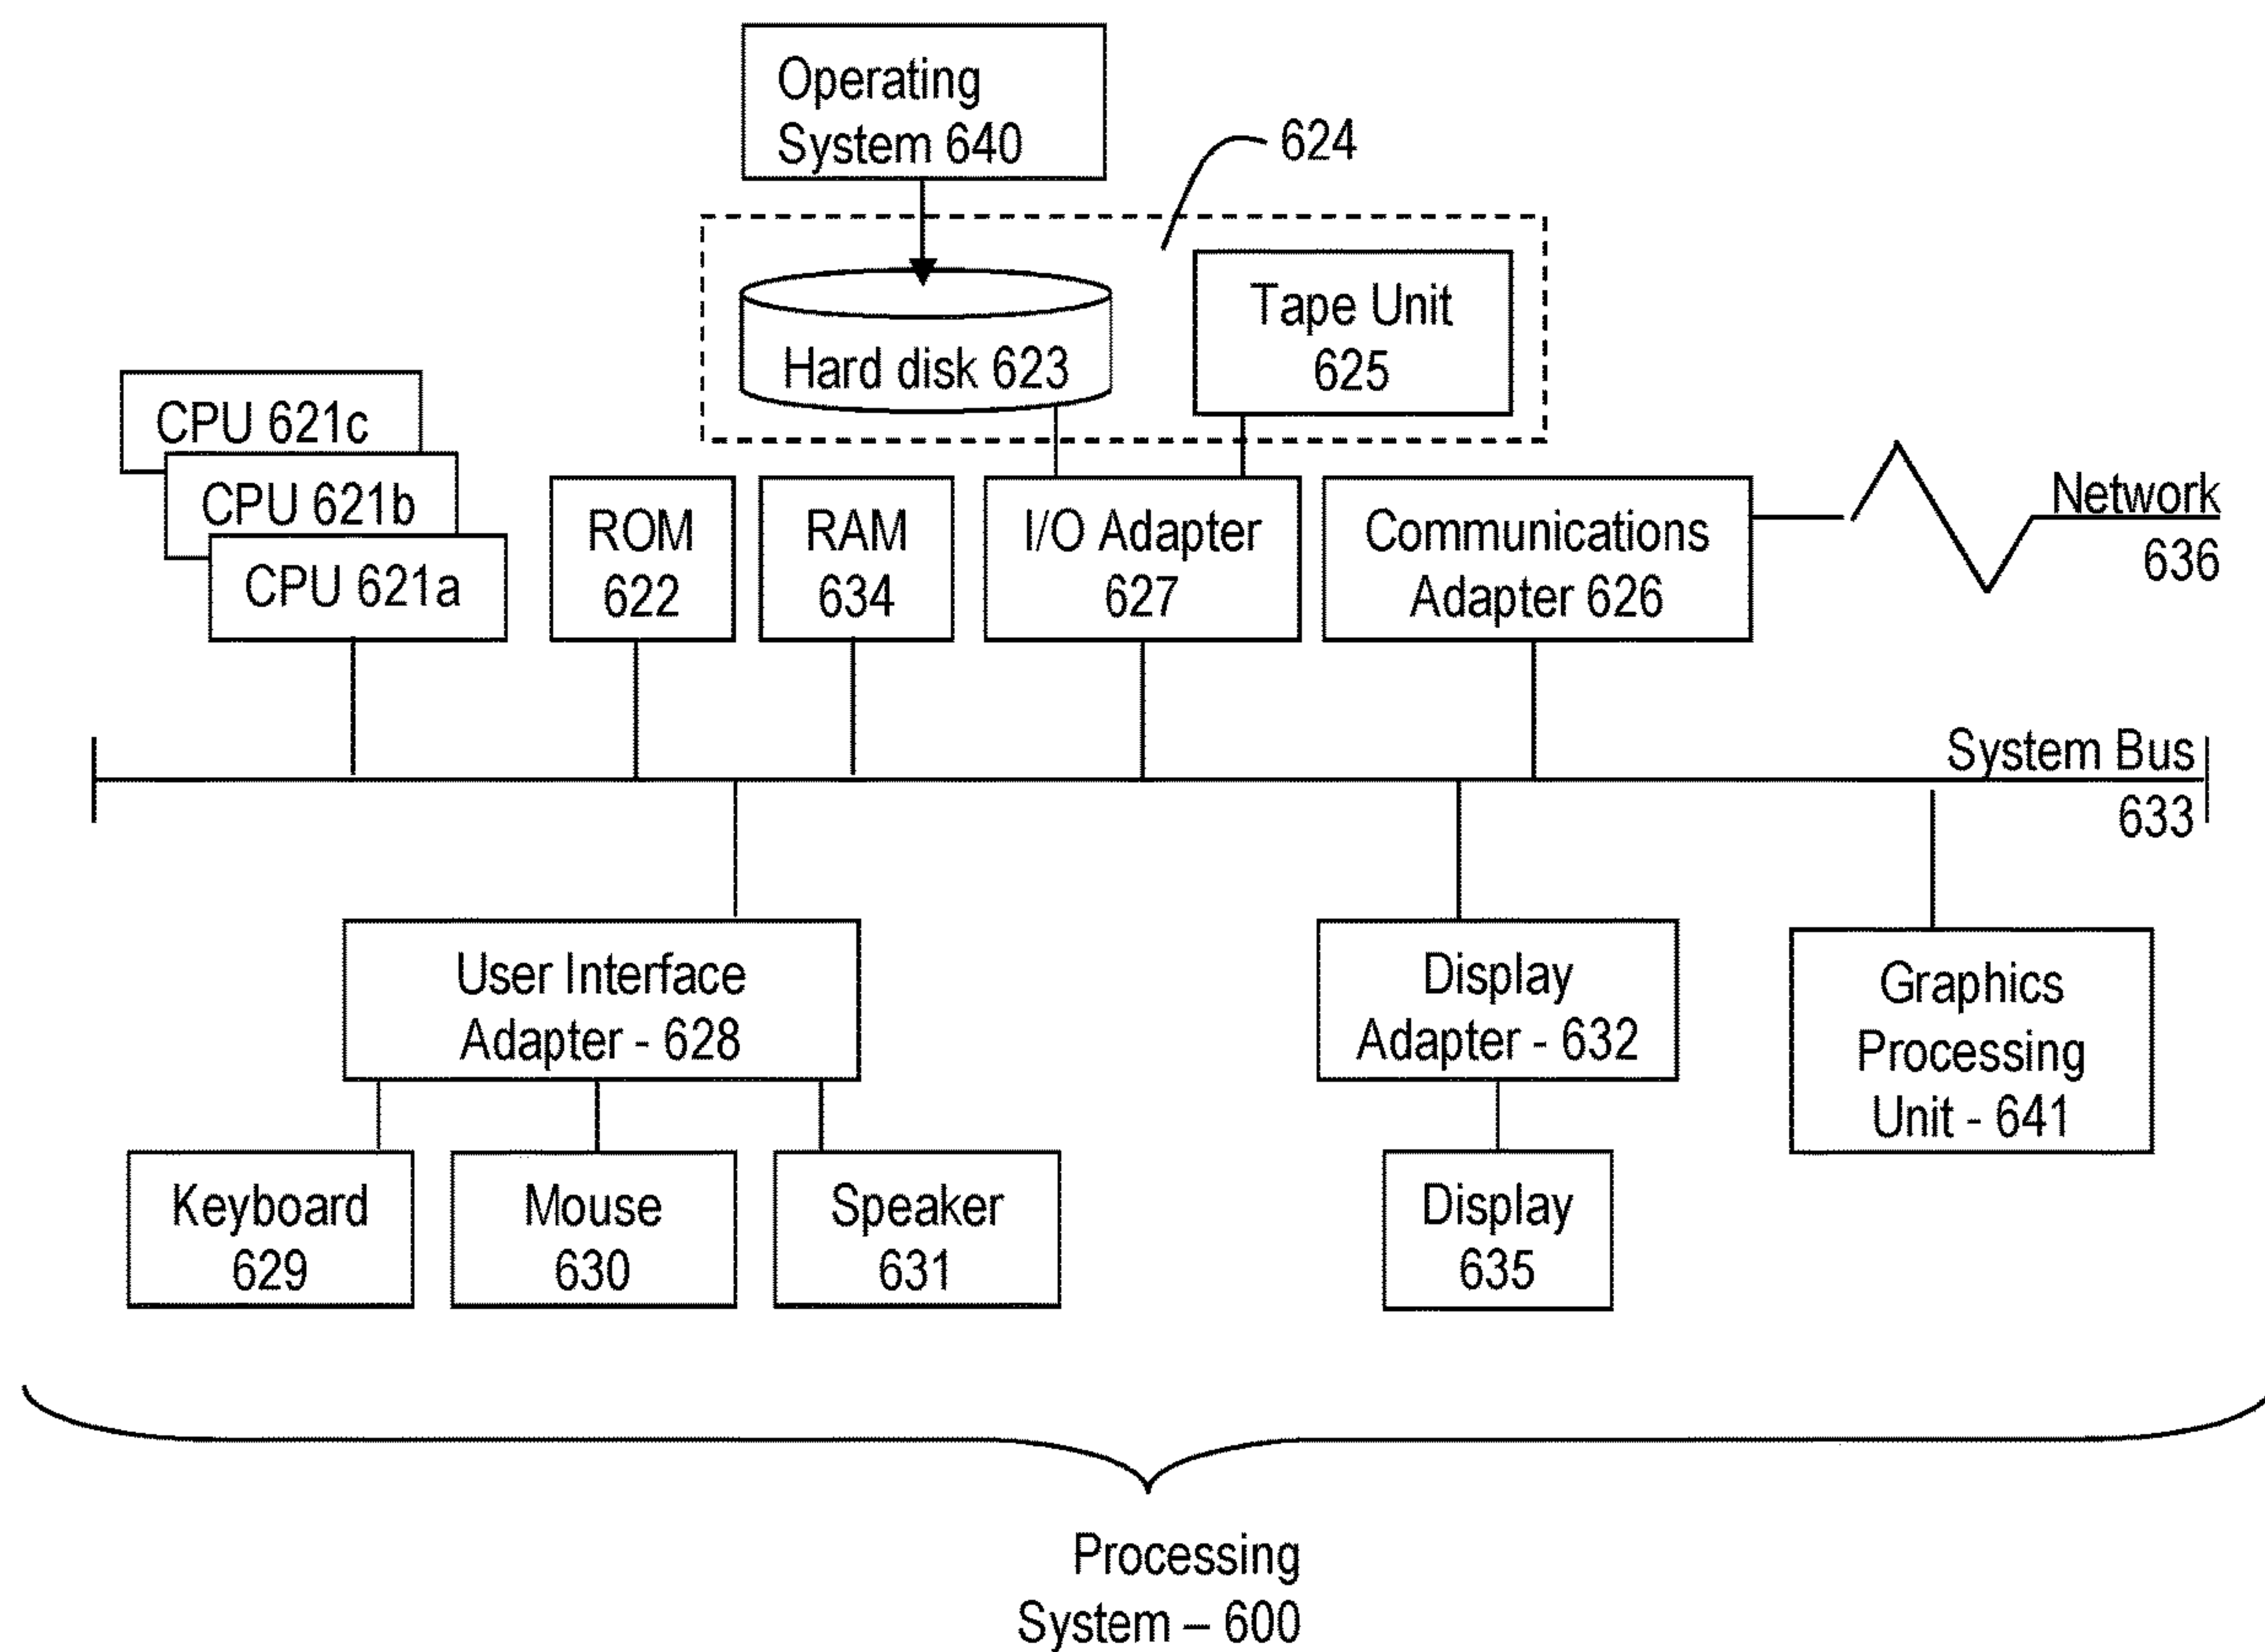 Operating
System 640
624
Hard disk 623
Tape Unit
625
CPU 621c
CPU 621b
CPU 621a
ROM
622
RAM
634
I/O Adapter
627
Communications
Adapter 626
Network
636
System Bus
633
User Interface
Adapter - 628
Display
Adapter - 632
Graphics
Processing
Unit - 641
Keyboard
629
Mouse
630
Speaker
631
Display
635
Processing
System – 600